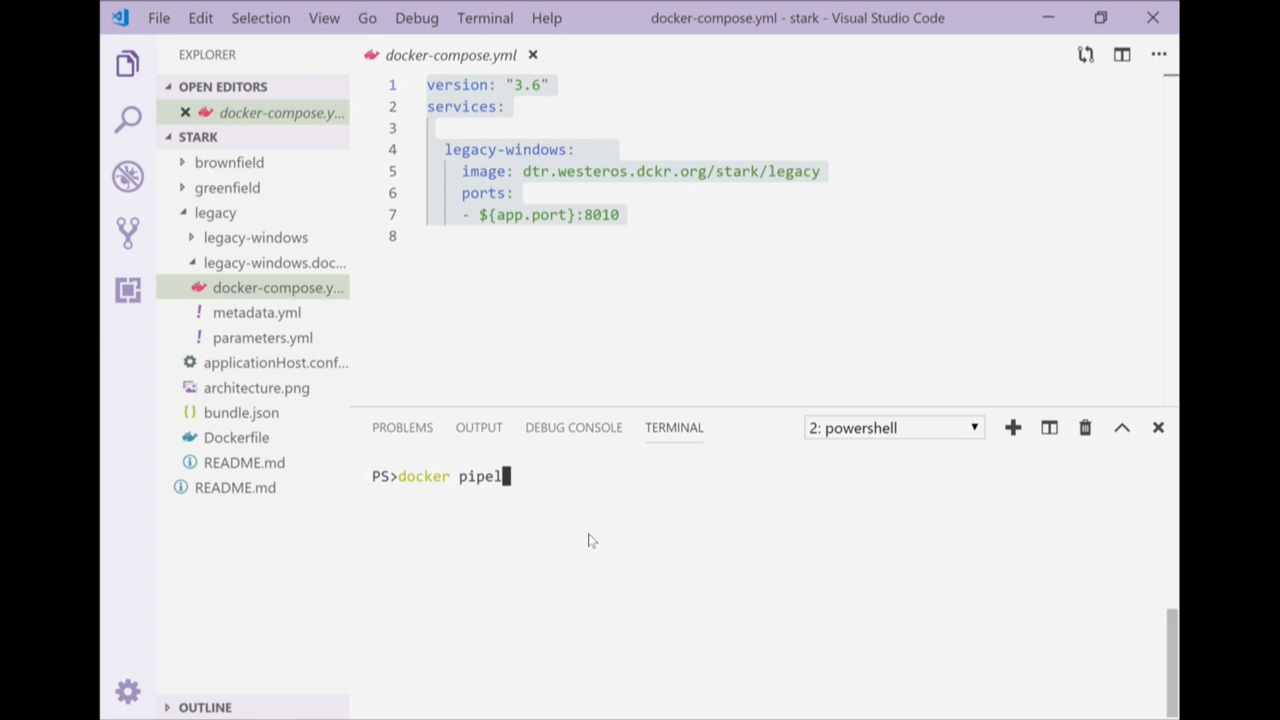 File Edit Selection View Go Debug Terminal Help docker-compose.yml - stark - Visual Studio Code
EXPLORER
OPEN EDITORS
docker-compose.y...
STARK
brownfield
greenfield
legacy
legacy-windows
legacy-windows.doc...
docker-compose.y...
metadata.yml
parameters.yml
applicationHost.conf...
architecture.png
bundle.json
Dockerfile
README.md
README.md
OUTLINE
docker-compose.yml
1 version: "3.6"
2 services:
3
4 legacy-windows:
5 image: dtr.westeros.dckr.org/stark/legacy
6 ports:
7 - ${app.port}:8010
8
PROBLEMS OUTPUT DEBUG CONSOLE TERMINAL 2: powershell
PS>docker pipel